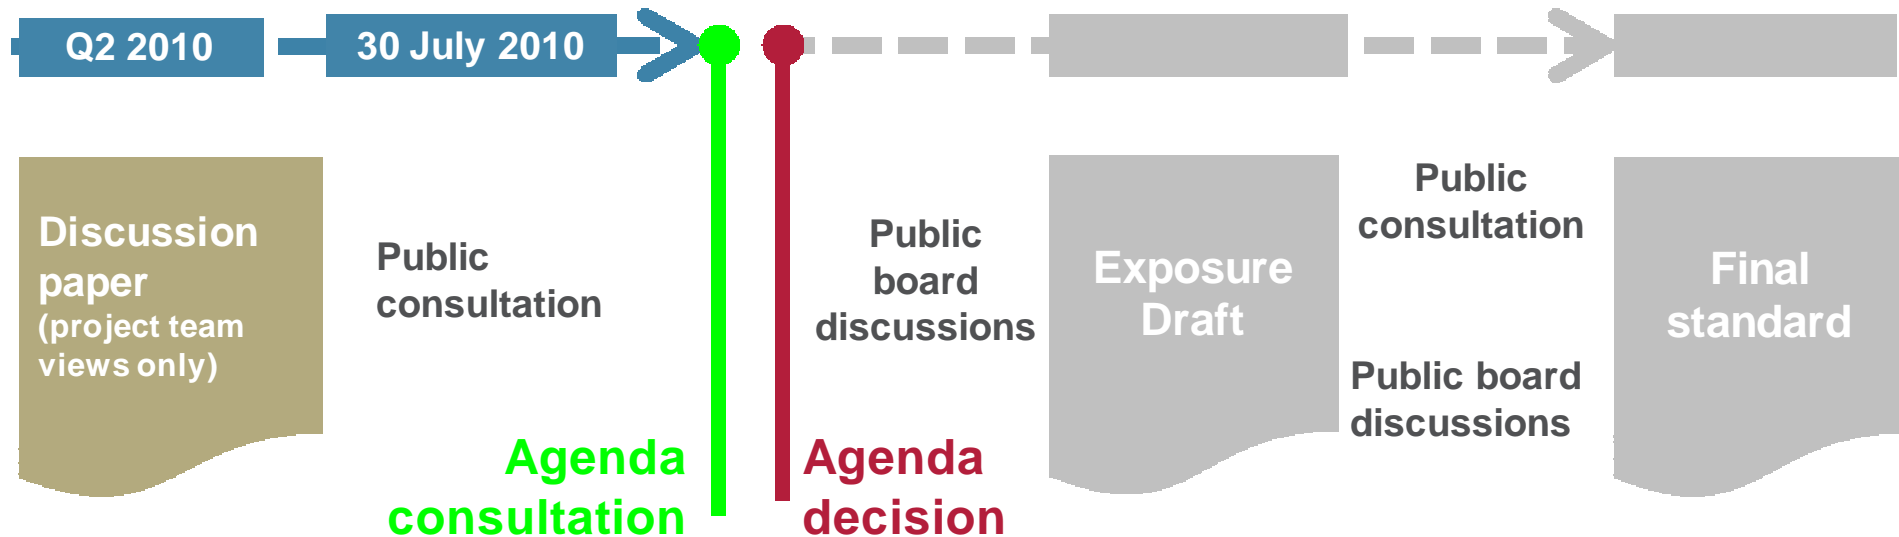 Q2 2010
30 July 2010
Discussion
paper
(project team
views only)
Public
consultation
Agenda
consultation
Agenda
decision
Public
board
discussions
Exposure
Draft
Public
consultation
Public board
discussions
Final
standard